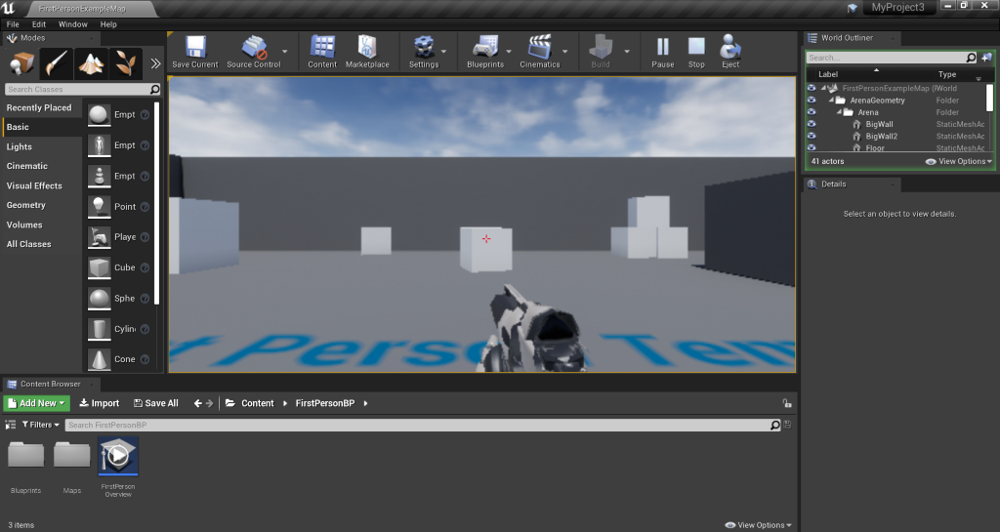 FirstPersonExampleMap
MyProject3
File Edit Window Help
Modes
Search Classes
Recently Placed
Basic
Lights
Cinematic
Visual Effects
Geometry
Volumes
All Classes
Empt
Empt
Empt
Point
Playe
Cube
Sphe
Cylin
Cone
Save Current Source Control Content Marketplace Settings Blueprints Cinematics Build Pause Stop Eject
t Person Tem
World Outliner
Search...
Label Type
FirstPersonExampleMap (World
ArenaGeometry Folder
Arena Folder
BigWall StaticMeshAc
BigWall2 StaticMeshAc
Floor StaticMeshAc
41 actors View Options
Details
Select an object to view details.
Content Browser
Add New Import Save All Content FirstPersonBP
Filters Search FirstPersonBP
Blueprints
Maps
FirstPerson
Overview
3 items View Options